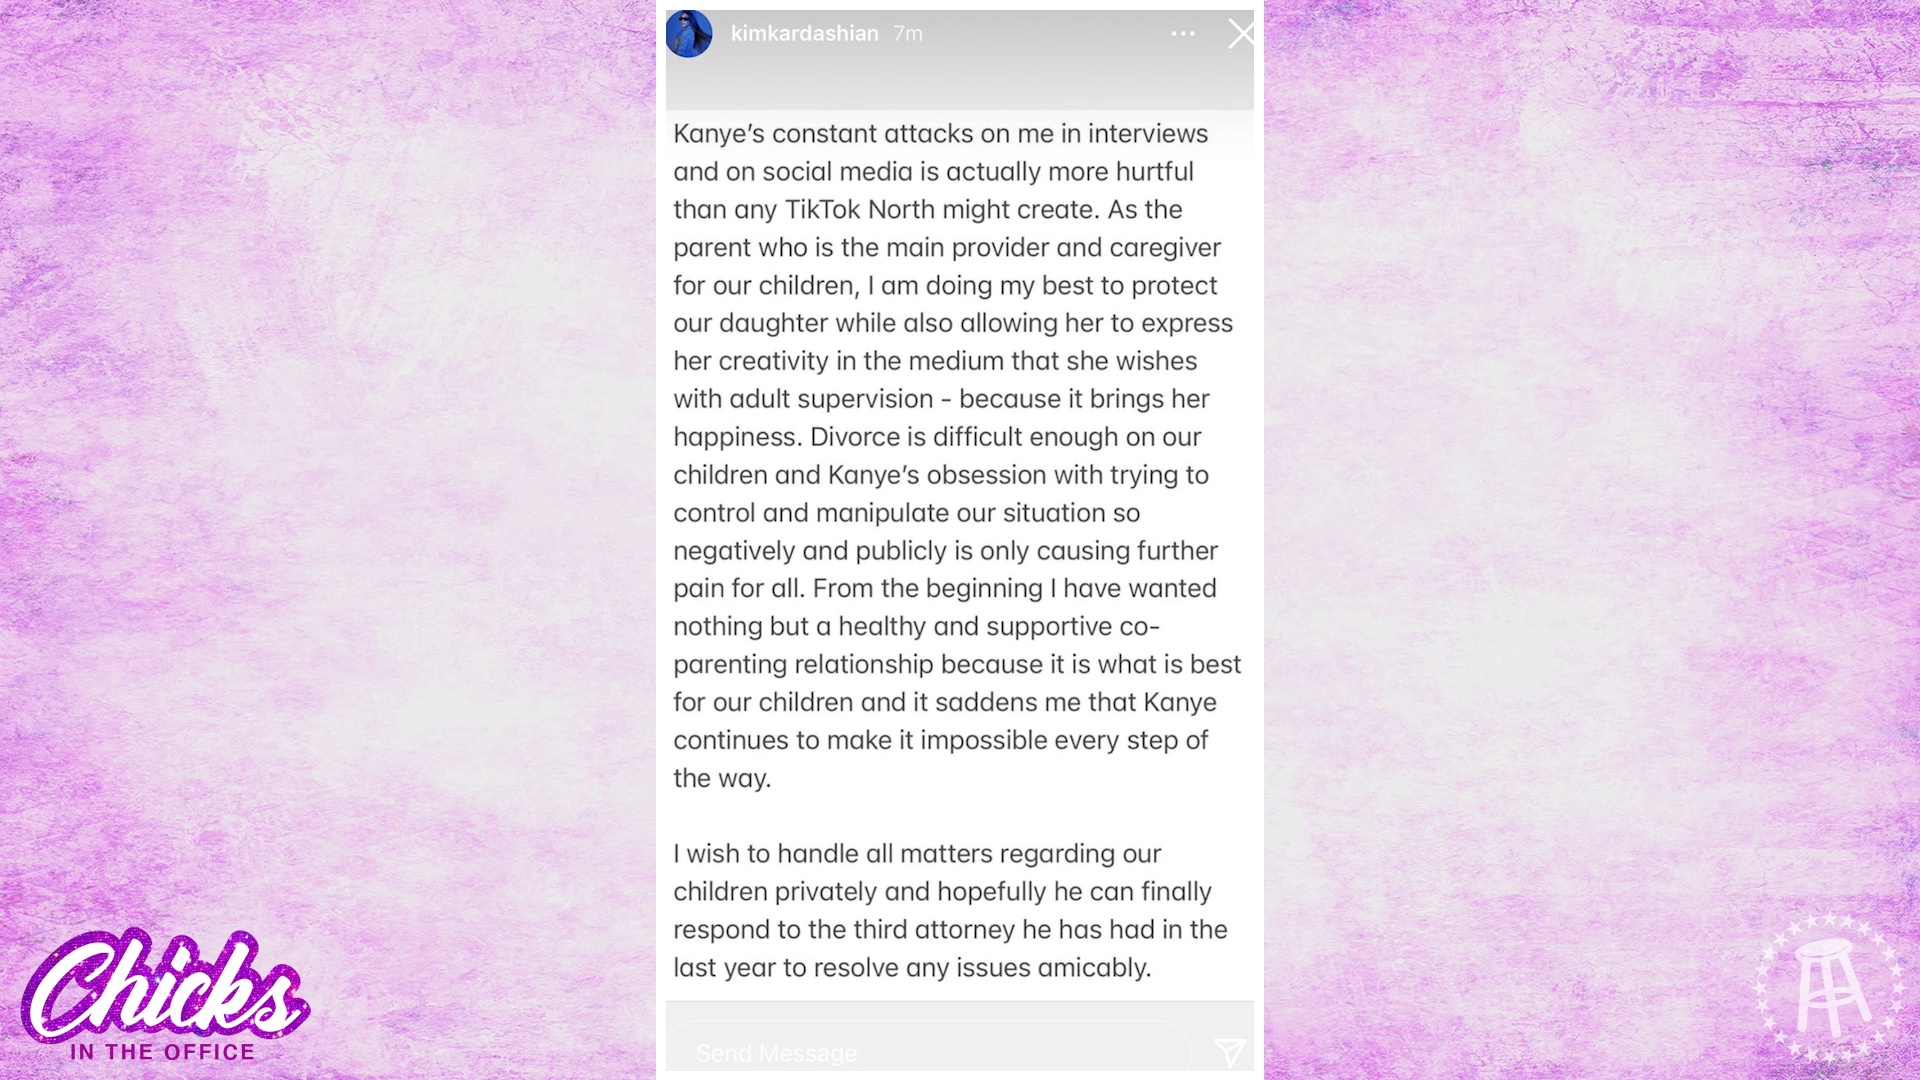 kimkardashian 7m
Kanye’s constant attacks on me in interviews
and on social media is actually more hurtful
than any TikTok North might create. As the
parent who is the main provider and caregiver
for our children, I am doing my best to protect
our daughter while also allowing her to express
her creativity in the medium that she wishes
with adult supervision - because it brings her
happiness. Divorce is difficult enough on our
children and Kanye’s obsession with trying to
control and manipulate our situation so
negatively and publicly is only causing further
pain for all. From the beginning I have wanted
nothing but a healthy and supportive co-
parenting relationship because it is what is best
for our children and it saddens me that Kanye
continues to make it impossible every step of
the way.
I wish to handle all matters regarding our
children privately and hopefully he can finally
respond to the third attorney he has had in the
last year to resolve any issues amicably.
Send Message
Chicks
IN THE OFFICE